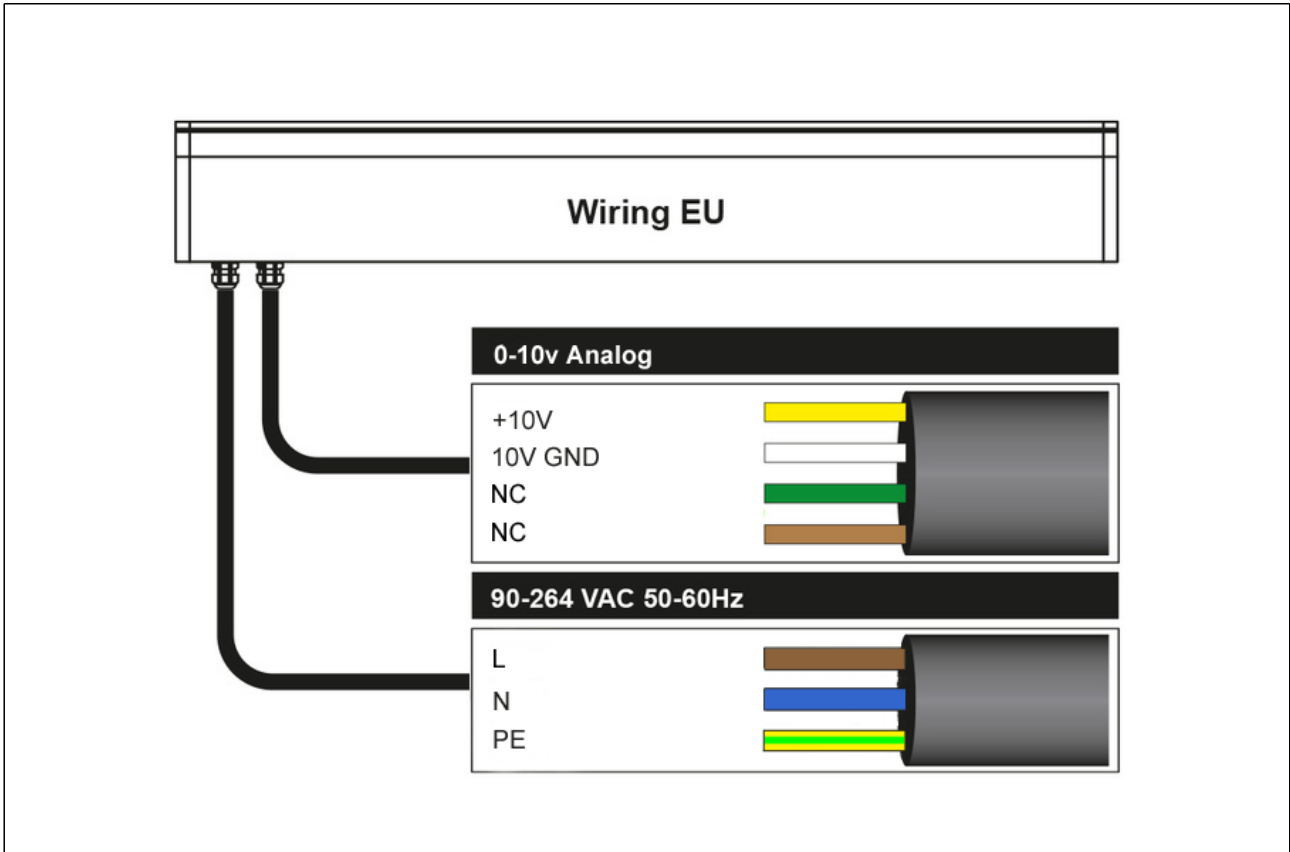 Wiring EU
0-10v Analog
+10V
10V GND
NC
NC
90-264 VAC 50-60Hz
L
N
PE